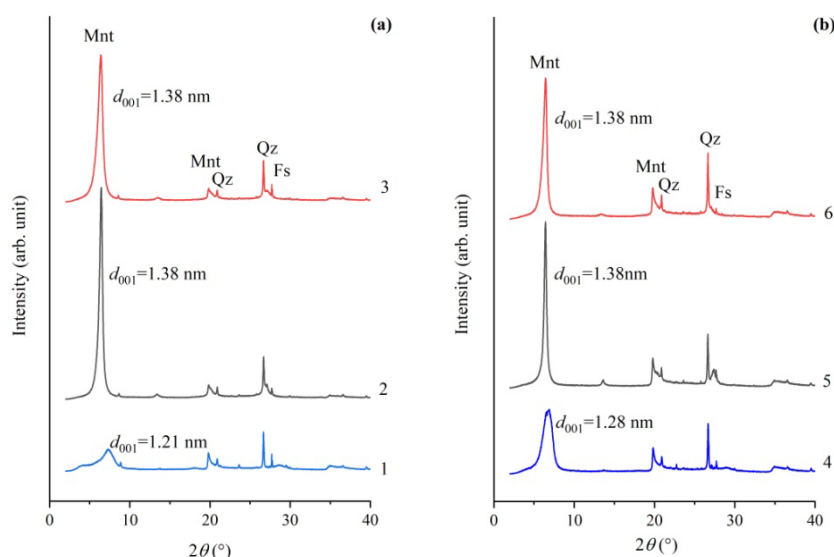 (a)
Mnt
d001=1.38 nm
Mnt
Qz
Qz
Fs
3
d001=1.38 nm
2
d001=1.21 nm
1
Intensity (arb. unit)
0
10
20
30
40
2θ (°)
(b)
Mnt
d001=1.38 nm
Mnt
Qz
Qz
Fs
6
d001=1.38nm
5
d001=1.28 nm
4
Intensity (arb. unit)
0
10
20
30
40
2θ (°)